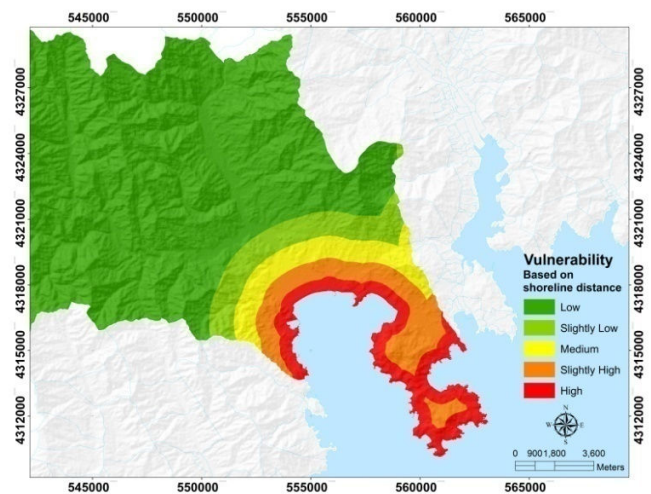 545000 550000 555000 560000 565000
4327000 4327000
4324000 4324000
4321000 4321000
4318000 4318000
4315000 4315000
4312000 4312000
Vulnerability
Based on
shoreline distance
Low
Slightly Low
Medium
Slightly High
High
N
W E
S
0 900 1,800 3,600
Meters
545000 550000 555000 560000 565000